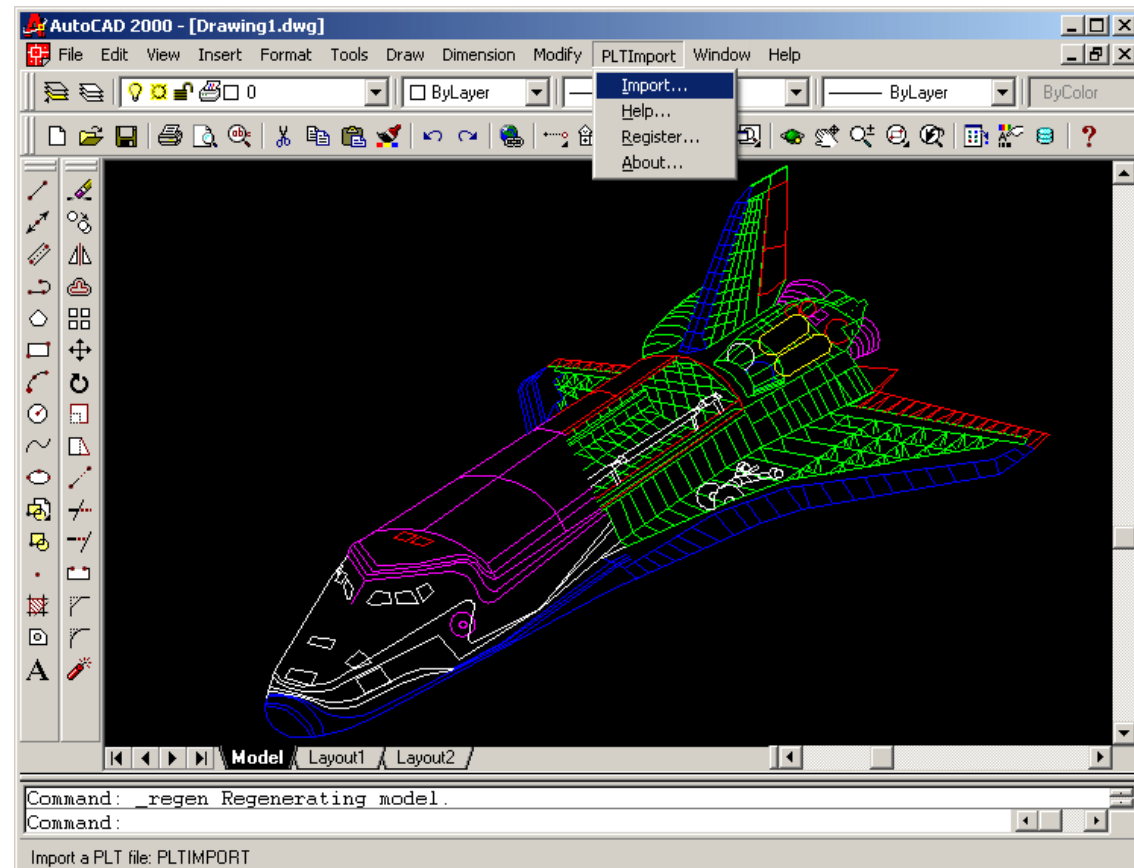 AutoCAD 2000 - [Drawing1.dwg]
File Edit View Insert Format Tools Draw Dimension Modify PLTImport Window Help
0 ByLayer ByLayer ByColor
Import...
Help...
Register...
About...
A
Model Layout1 Layout2
Command: _regen Regenerating model.
Command:
Import a PLT file: PLTIMPORT